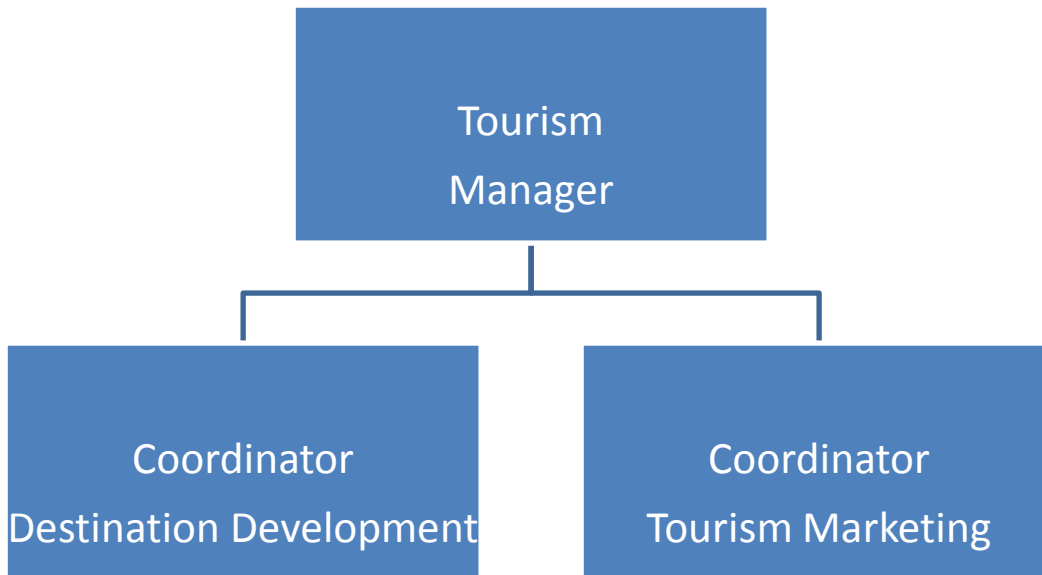 Tourism
Manager
Coordinator
Destination Development
Coordinator
Tourism Marketing